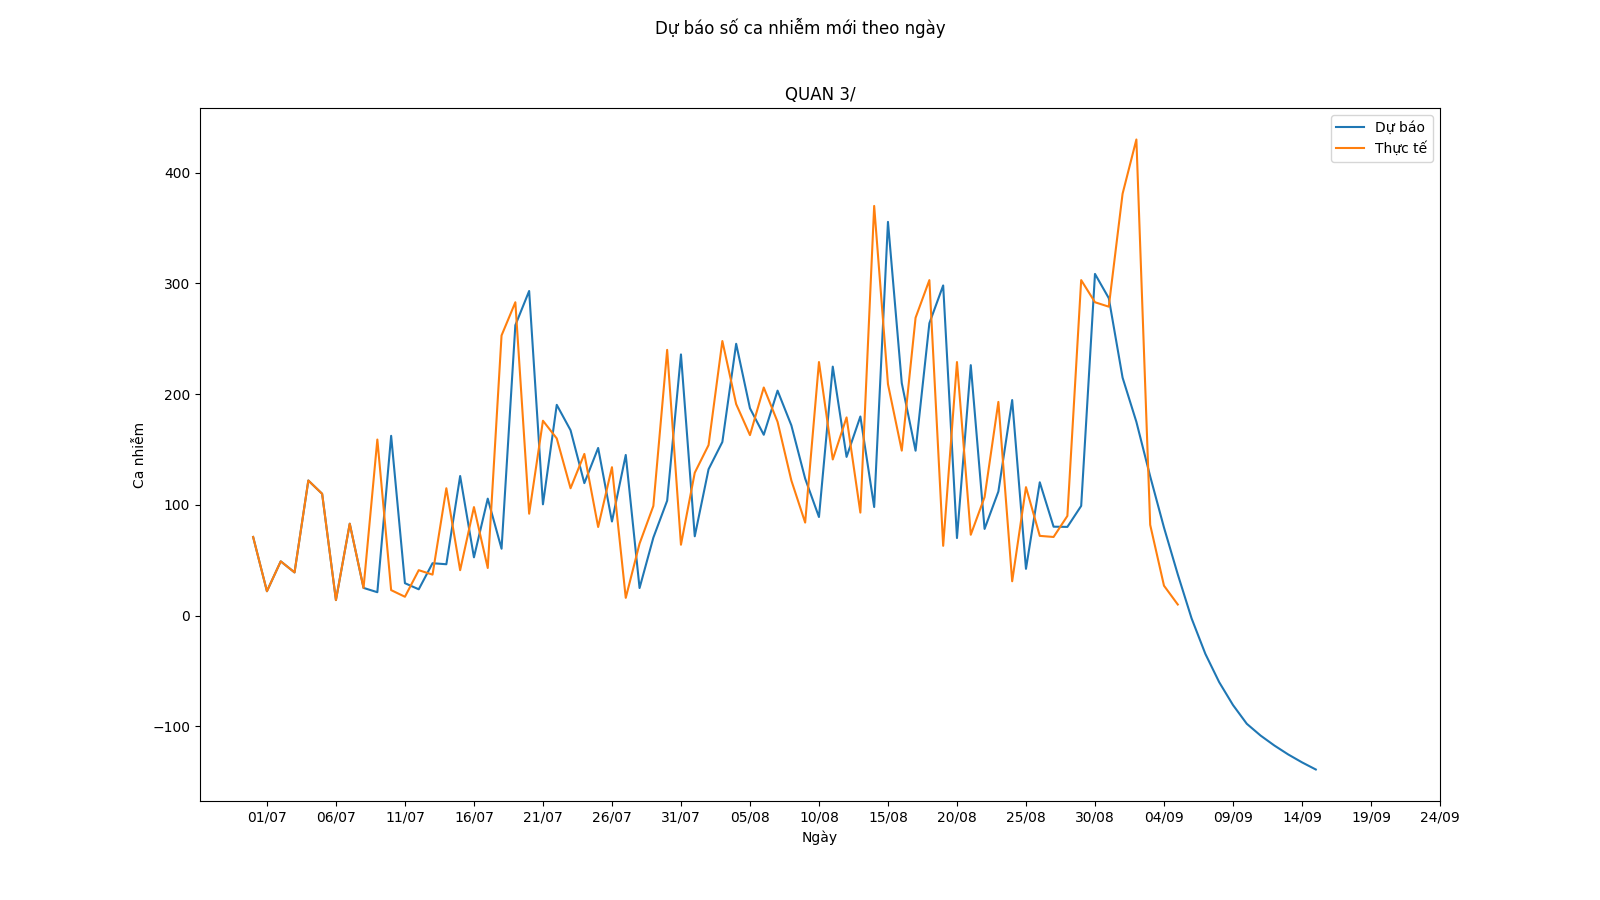 Dự báo số ca nhiễm mới theo ngày
QUAN 3/
Dự báo
Thực tế
400
300
200
100
0
−100
Ca nhiễm
01/07 06/07 11/07 16/07 21/07 26/07 31/07 05/08 10/08 15/08 20/08 25/08 30/08 04/09 09/09 14/09 19/09 24/09
Ngày